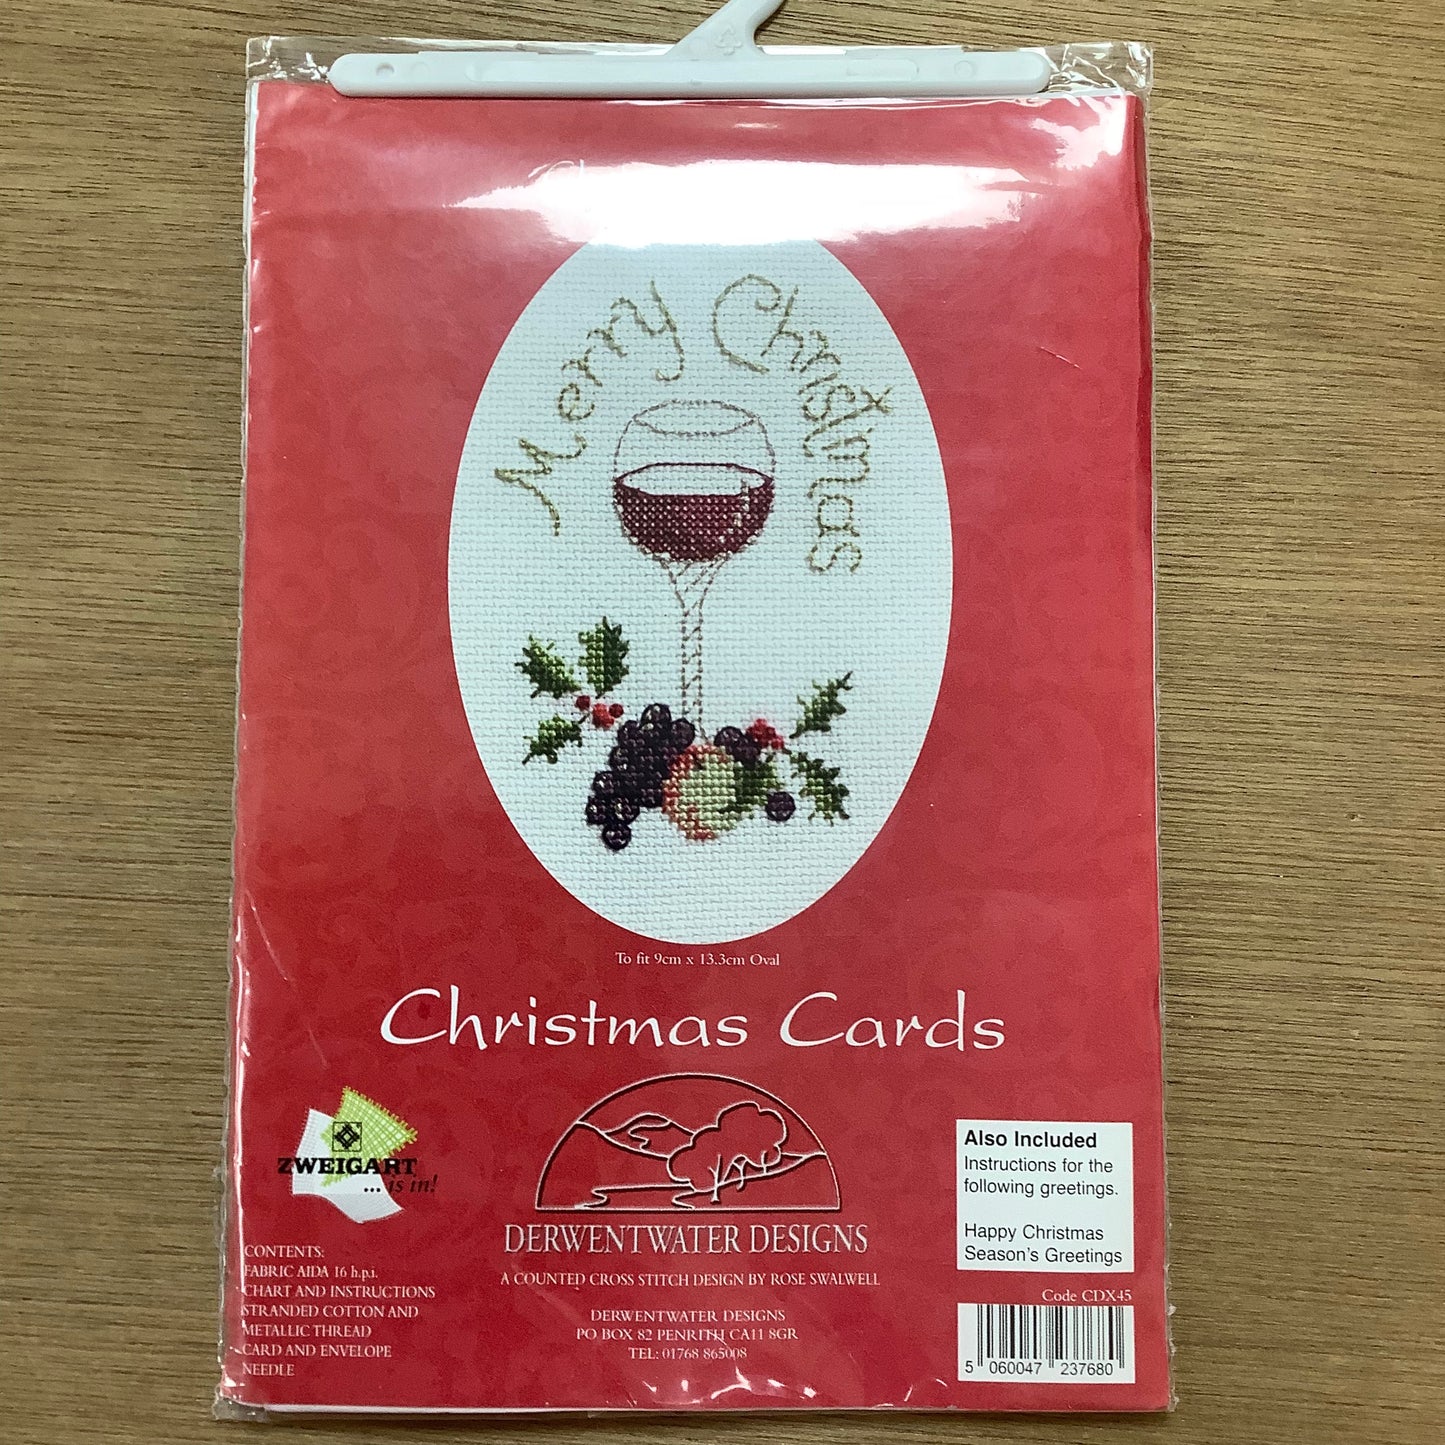 Merry Christmas
To fit 9cm x 13.3cm Oval
Christmas Cards
ZWEIGART
... is in!
DERWENTWATER DESIGNS
A COUNTED CROSS STITCH DESIGN BY ROSE SWALWELL
DERWENTWATER DESIGNS
PO BOX 82 PENRITH CA11 8GR
TEL: 01768 865008
CONTENTS:
FABRIC AIDA 16 h.p.i.
CHART AND INSTRUCTIONS
STRANDED COTTON AND
METALLIC THREAD
CARD AND ENVELOPE
NEEDLE
Also Included
Instructions for the
following greetings.
Happy Christmas
Season's Greetings
Code CDX45
5 060047 237680